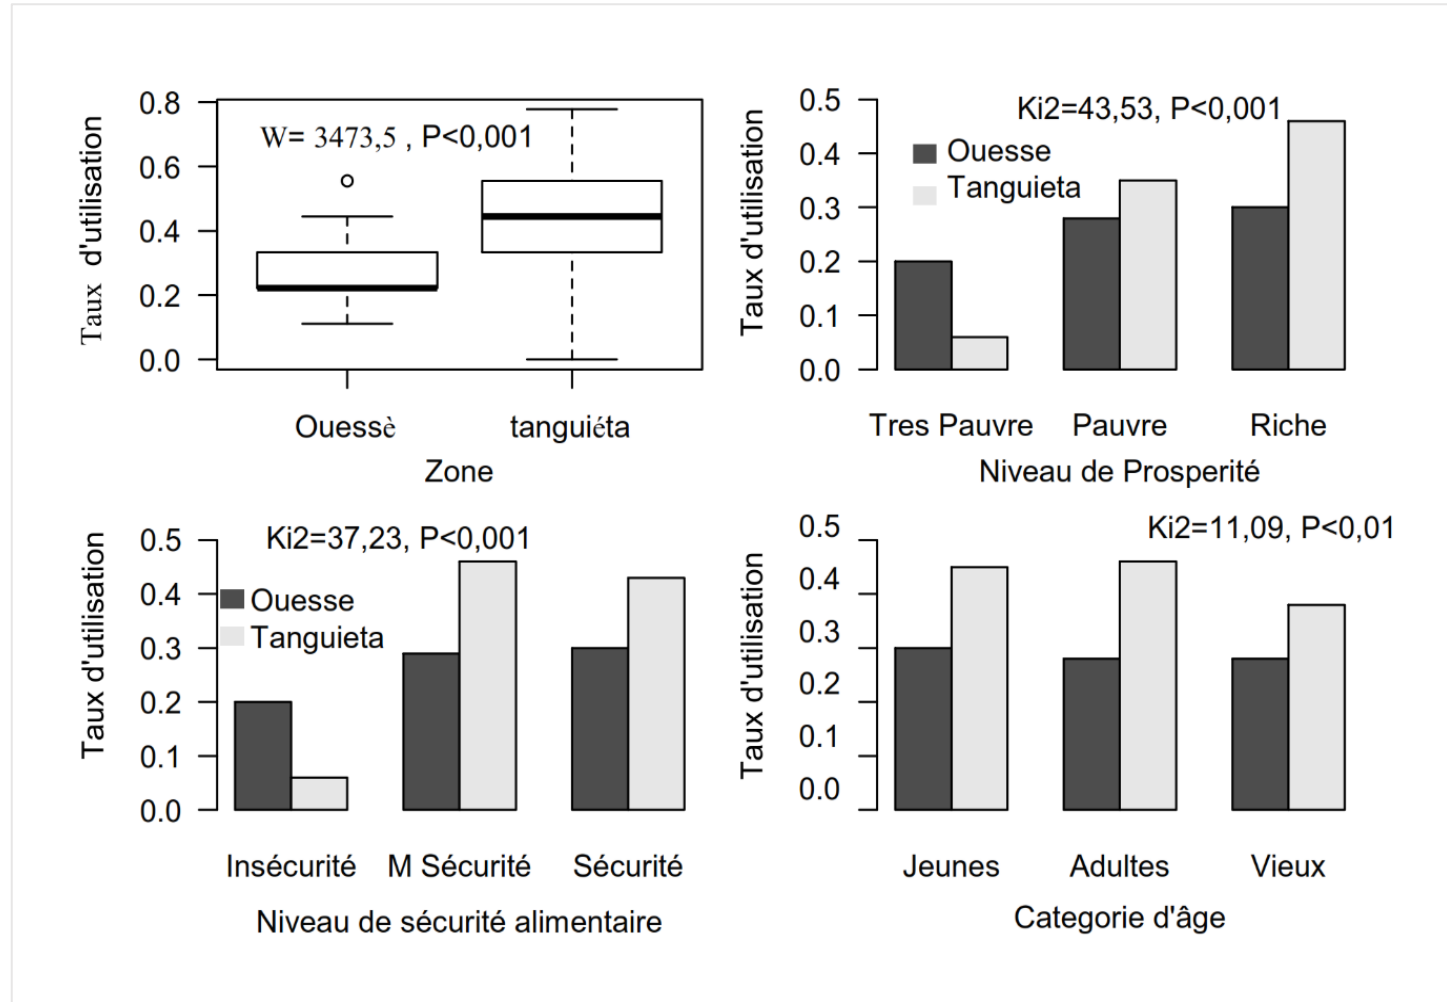 Taux d'utilisation
0.8
0.6
0.4
0.2
0.0
W= 3473,5 , P<0,001
Ouessè
tanguiéta
Zone
Taux d'utilisation
0.5
0.4
0.3
0.2
0.1
0.0
Ki2=43,53, P<0,001
Ouesse
Tanguieta
Tres Pauvre
Pauvre
Riche
Niveau de Prosperité
Taux d'utilisation
0.5
0.4
0.3
0.2
0.1
0.0
Ki2=37,23, P<0,001
Ouesse
Tanguieta
Insécurité
M Sécurité
Sécurité
Niveau de sécurité alimentaire
Taux d'utilisation
0.5
0.4
0.3
0.2
0.1
0.0
Ki2=11,09, P<0,01
Jeunes
Adultes
Vieux
Categorie d'âge